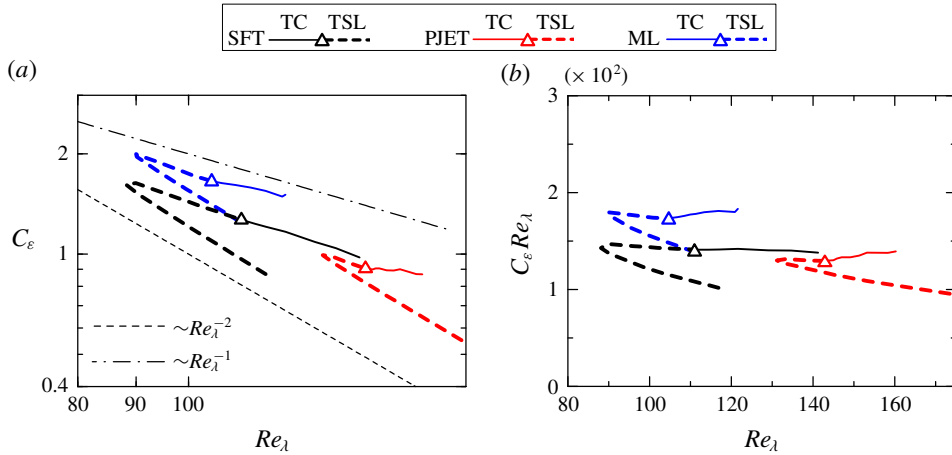 TC TSL TC TSL TC TSL
SFT PJET ML
(a)
2
1
0.4
C_ε
~Re_λ^{-2}
~Re_λ^{-1}
80 90 100
Re_λ
(b) (× 10²)
3
2
1
0
C_ε Re_λ
80 100 120 140 160
Re_λ